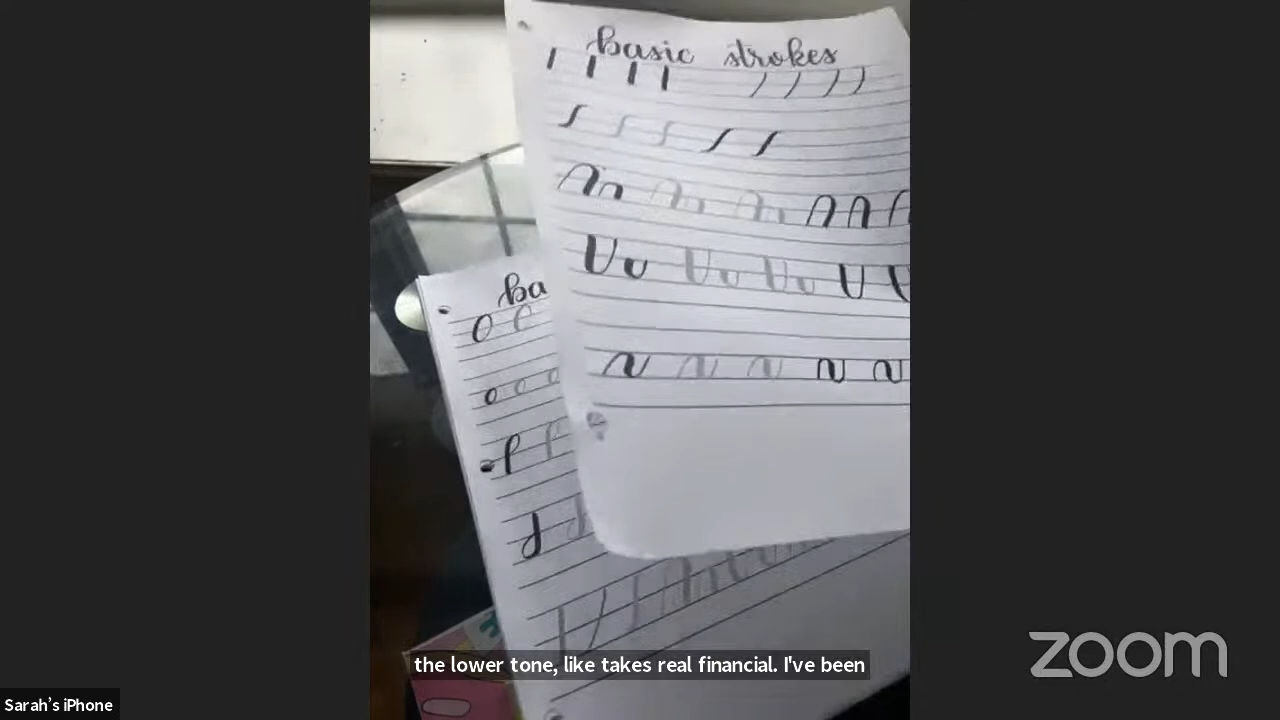 basic strokes
ba
the lower tone, like takes real financial. I've been
Sarah's iPhone
zoom